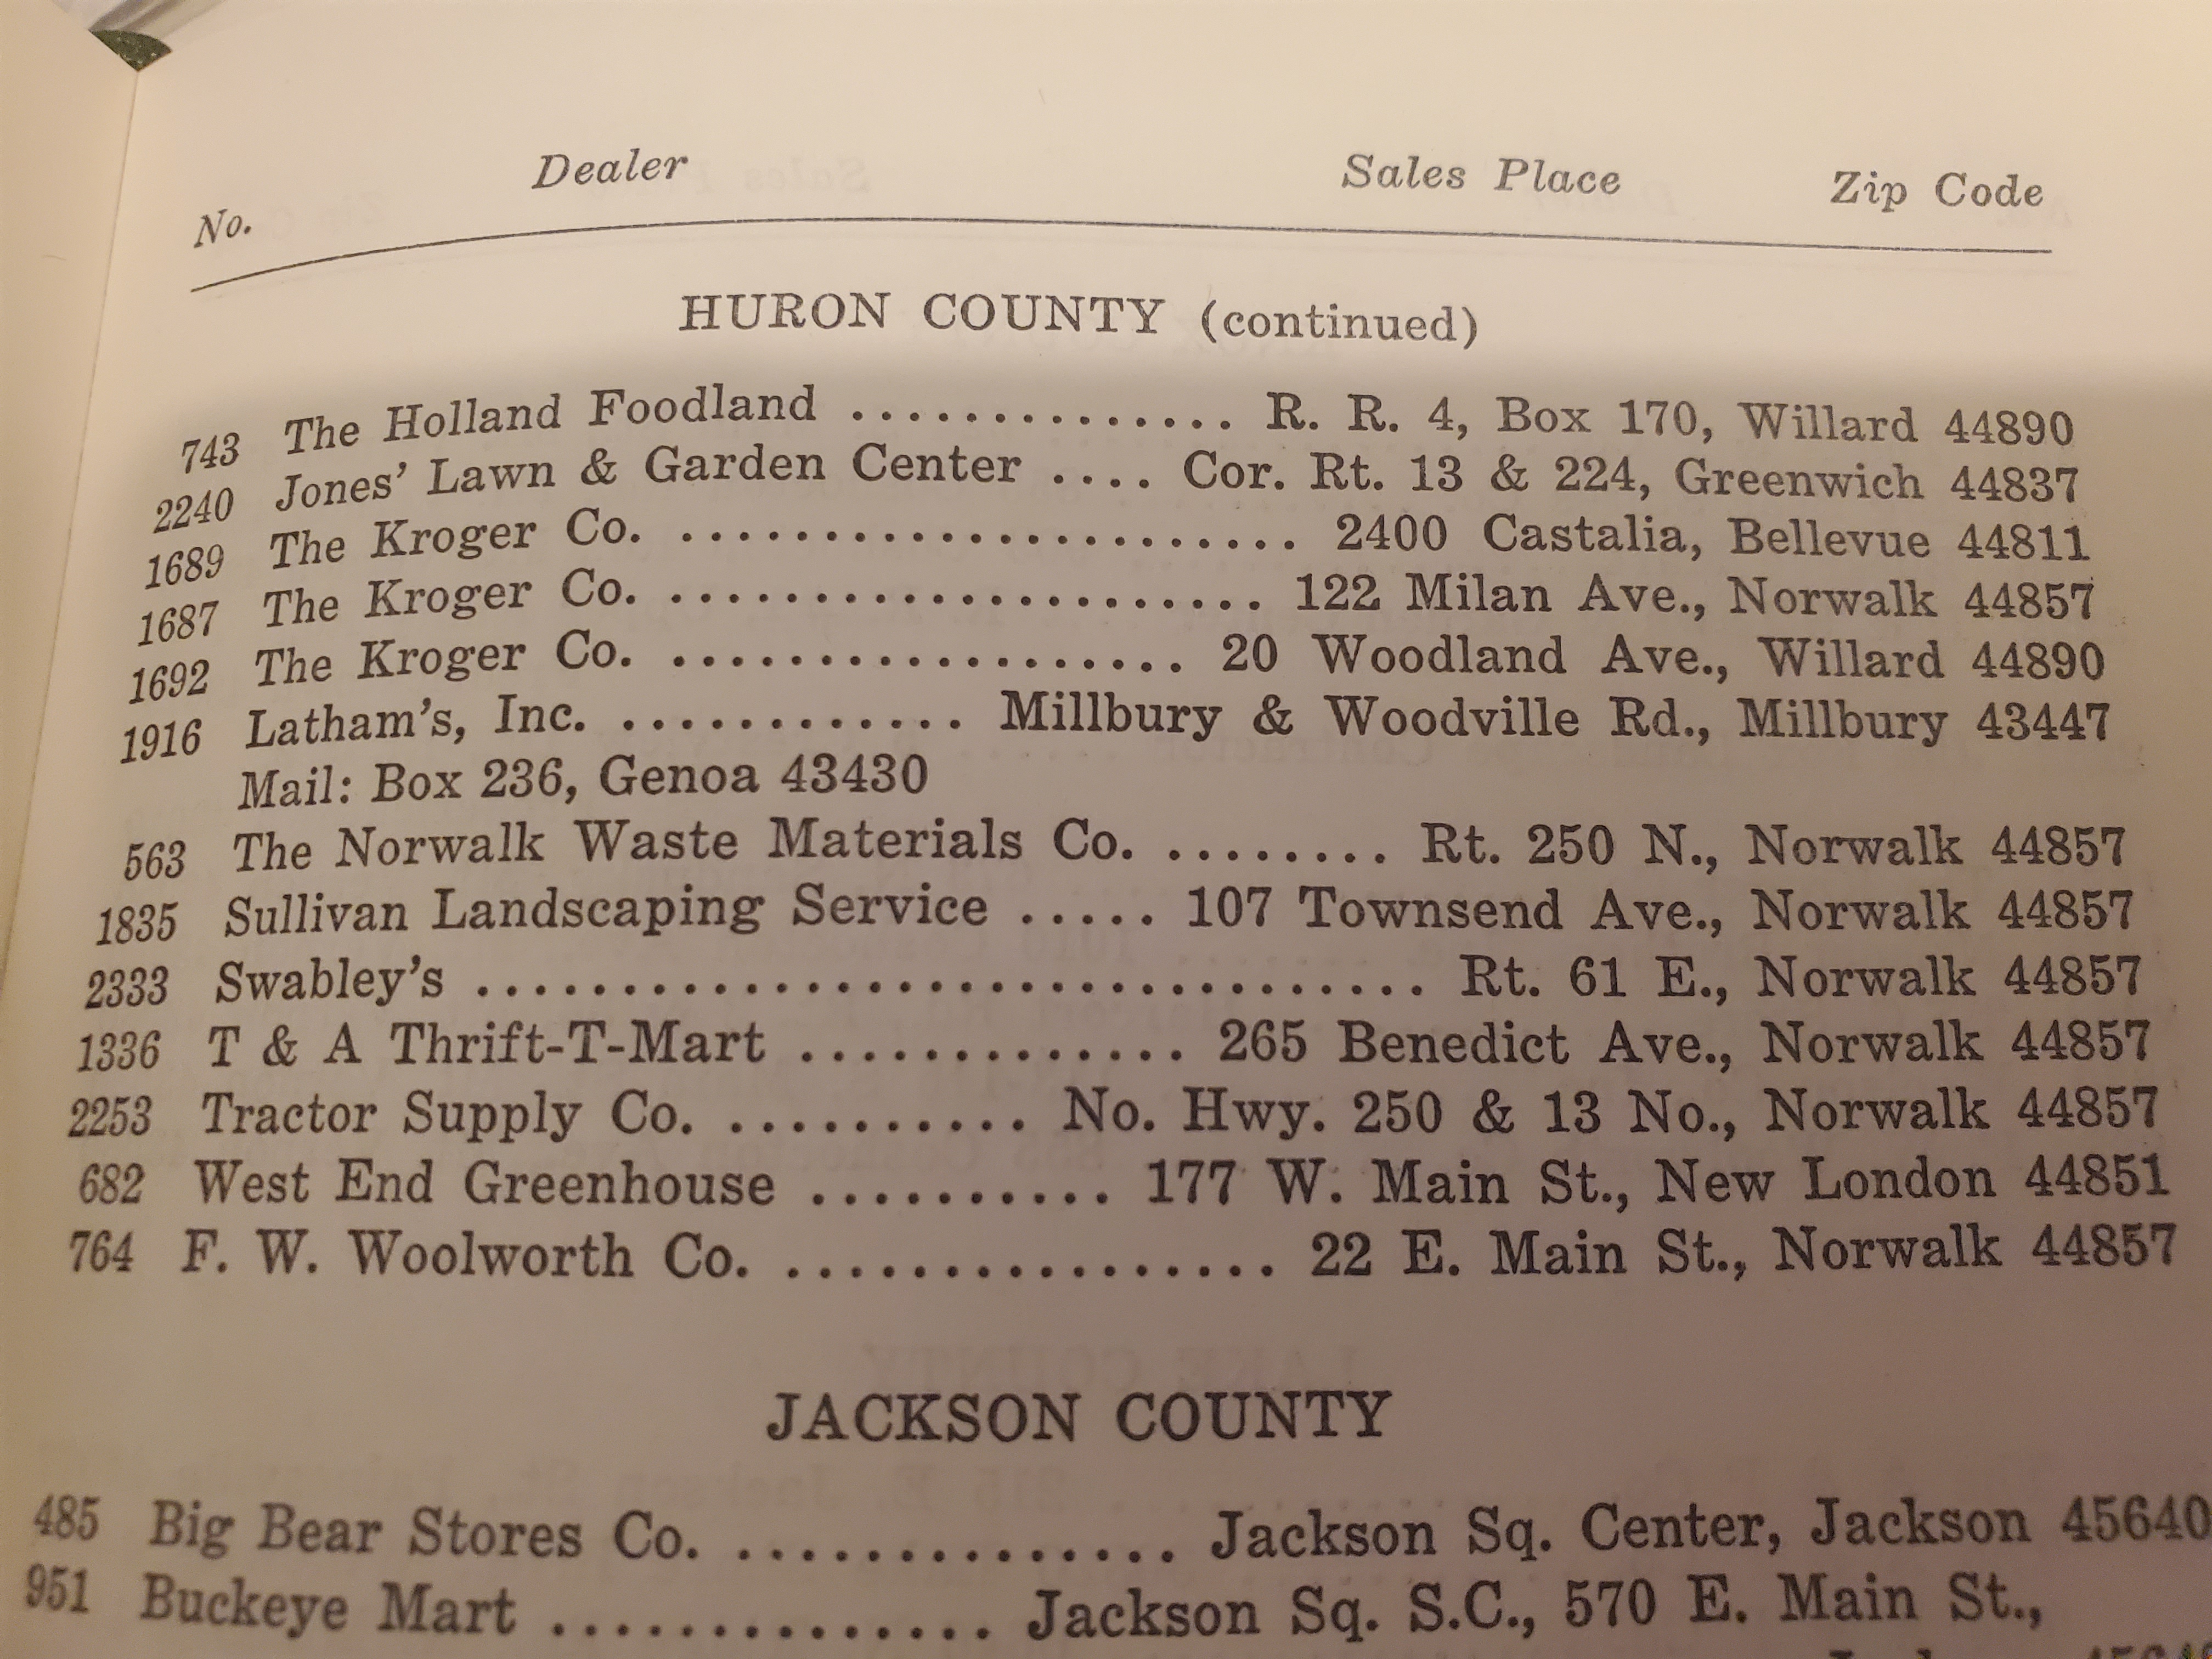 No. Dealer Sales Place Zip Code
HURON COUNTY (continued)
743 The Holland Foodland .............. R. R. 4, Box 170, Willard 44890
2240 Jones' Lawn & Garden Center .... Cor. Rt. 13 & 224, Greenwich 44837
1689 The Kroger Co. ...................... 2400 Castalia, Bellevue 44811
1687 The Kroger Co. ..................... 122 Milan Ave., Norwalk 44857
1692 The Kroger Co. .................. 20 Woodland Ave., Willard 44890
1916 Latham's, Inc. ............ Millbury & Woodville Rd., Millbury 43447
Mail: Box 236, Genoa 43430
563 The Norwalk Waste Materials Co. ........ Rt. 250 N., Norwalk 44857
1835 Sullivan Landscaping Service ..... 107 Townsend Ave., Norwalk 44857
2333 Swabley's ................................. Rt. 61 E., Norwalk 44857
1336 T & A Thrift-T-Mart .............. 265 Benedict Ave., Norwalk 44857
2253 Tractor Supply Co. ........... No. Hwy. 250 & 13 No., Norwalk 44857
682 West End Greenhouse ........... 177 W. Main St., New London 44851
764 F. W. Woolworth Co. ................. 22 E. Main St., Norwalk 44857
JACKSON COUNTY
485 Big Bear Stores Co. ............... Jackson Sq. Center, Jackson 45640
951 Buckeye Mart ............... Jackson Sq. S.C., 570 E. Main St.,